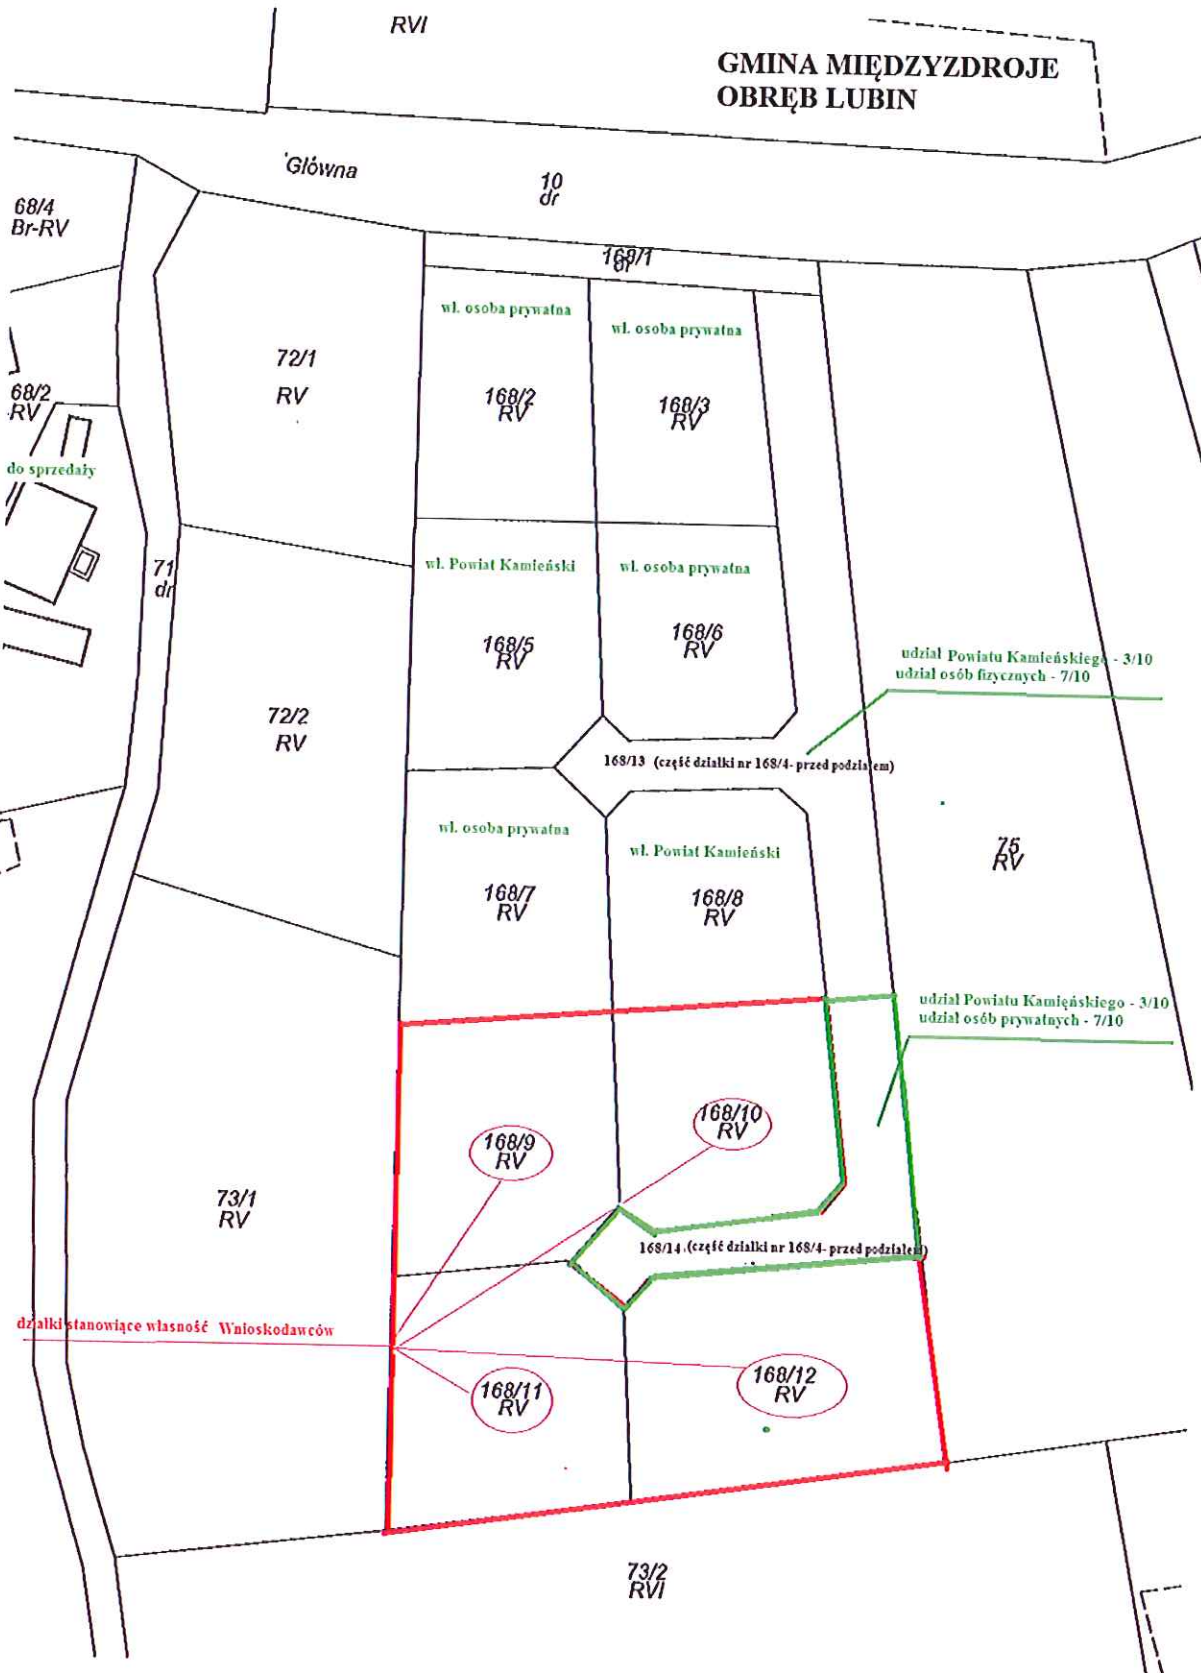 RVI
GMINA MIĘDZYZDROJE
OBRĘB LUBIN
Główna
10
dr
68/4
Br-RV
168/1
dr
wł. osoba prywatna
wł. osoba prywatna
72/1
RV
68/2
RV
168/2
RV
168/3
RV
do sprzedaży
71
dr
wł. Powiat Kamieński
wł. osoba prywatna
168/5
RV
168/6
RV
udział Powiatu Kamieńskiego - 3/10
udział osób fizycznych - 7/10
72/2
RV
168/13 (część działki nr 168/4- przed podziałem)
wł. osoba prywatna
wł. Powiat Kamieński
75
RV
168/7
RV
168/8
RV
udział Powiatu Kamięńskiego - 3/10
udział osób prywatnych - 7/10
168/9
RV
168/10
RV
73/1
RV
168/14 (część działki nr 168/4- przed podziałem)
działki stanowiące własność Wnioskodawców
168/11
RV
168/12
RV
73/2
RVI